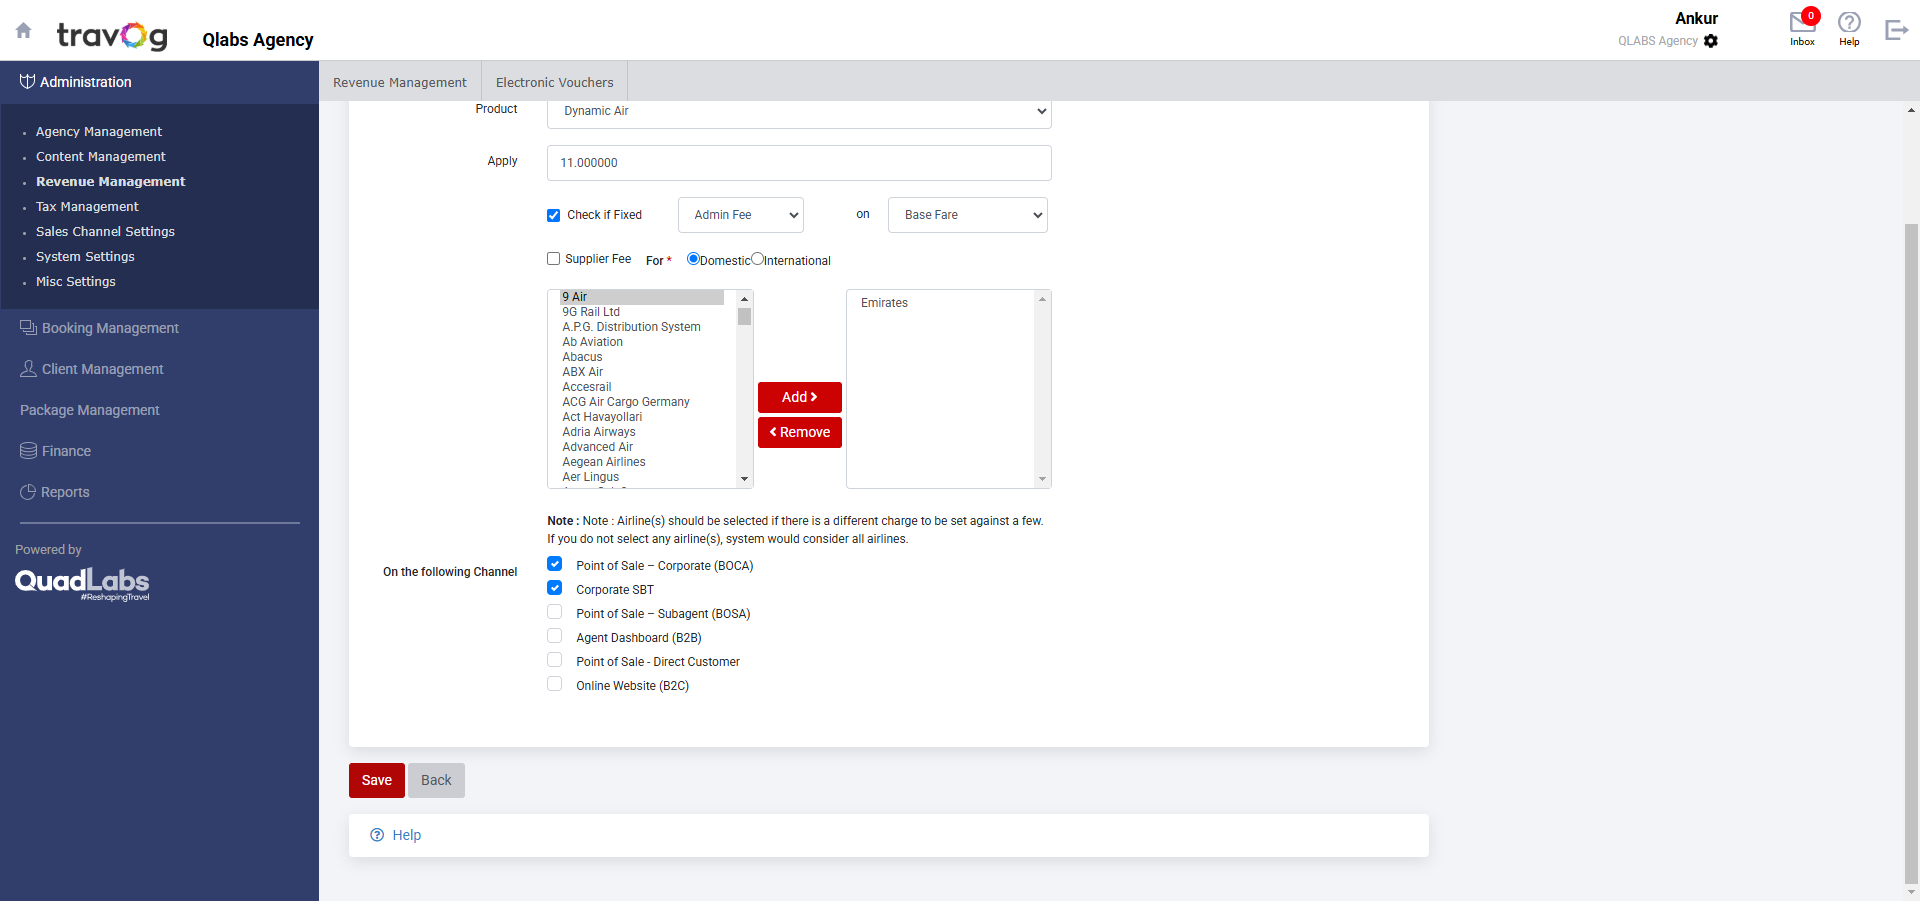 travog
Qlabs Agency
Ankur
QLABS Agency
0
Inbox
Help
Administration
Agency Management
Content Management
Revenue Management
Tax Management
Sales Channel Settings
System Settings
Misc Settings
Booking Management
Client Management
Package Management
Finance
Reports
Powered by
QuadLabs
#ReshapingTravel
Revenue Management
Electronic Vouchers
Product
Dynamic Air
Apply
11.000000
Check if Fixed
Admin Fee
on
Base Fare
Supplier Fee For * Domestic International
9 Air
9G Rail Ltd
A.P.G. Distribution System
Ab Aviation
Abacus
ABX Air
Accesrail
ACG Air Cargo Germany
Act Havayollari
Adria Airways
Advanced Air
Aegean Airlines
Aer Lingus
Add
Remove
Emirates
Note : Note : Airline(s) should be selected if there is a different charge to be set against a few.
If you do not select any airline(s), system would consider all airlines.
On the following Channel
Point of Sale – Corporate (BOCA)
Corporate SBT
Point of Sale – Subagent (BOSA)
Agent Dashboard (B2B)
Point of Sale - Direct Customer
Online Website (B2C)
Save
Back
Help